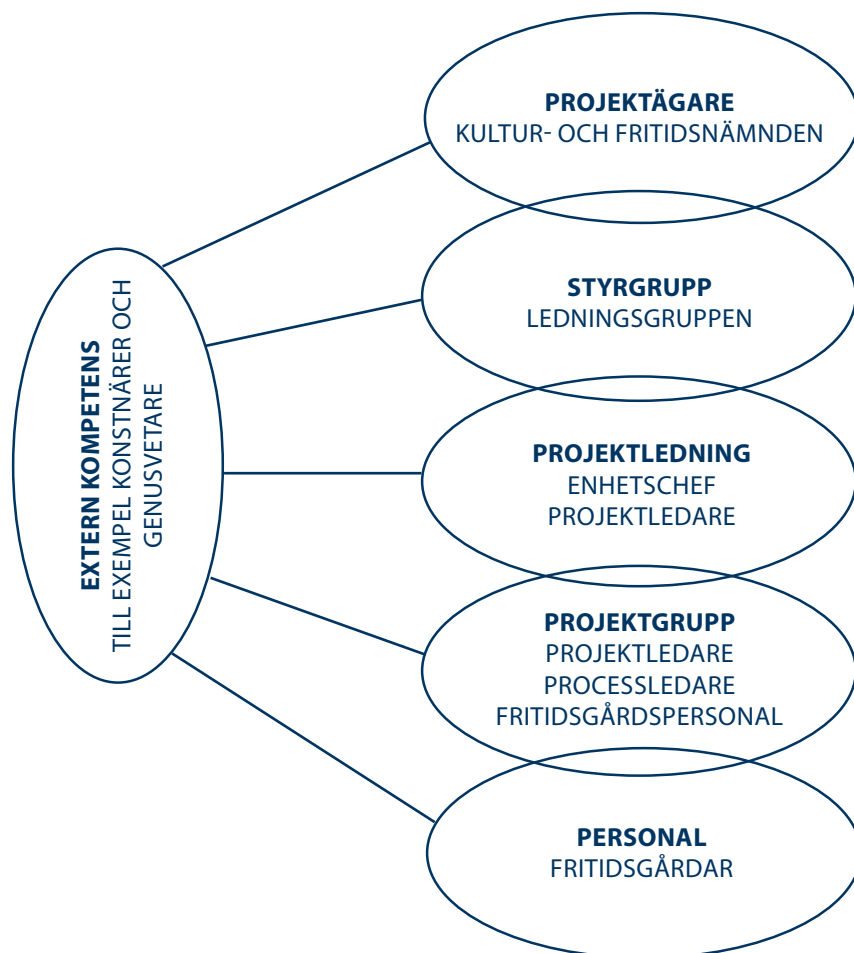 PROJEKTÄGARE
KULTUR- OCH FRITIDSNÄMNDEN
STYRGRUPP
LEDNINGSGRUPPEN
PROJEKTLEDNING
ENHETSCHEF
PROJEKTLEDARE
PROJEKTGRUPP
PROJEKTLEDARE
PROCESSLEDARE
FRITIDSGÅRDSPERSONAL
PERSONAL
FRITIDSGÅRDAR
EXTERN KOMPETENS
TILL EXEMPEL KONSTNÄRER OCH
GENUSVETARE